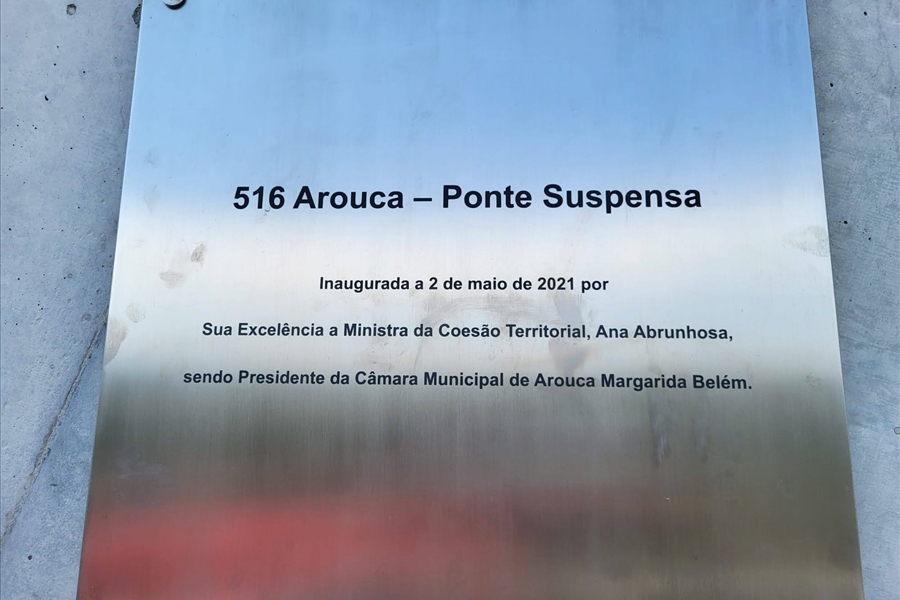 516 Arouca – Ponte Suspensa
Inaugurada a 2 de maio de 2021 por
Sua Excelência a Ministra da Coesão Territorial, Ana Abrunhosa,
sendo Presidente da Câmara Municipal de Arouca Margarida Belém.